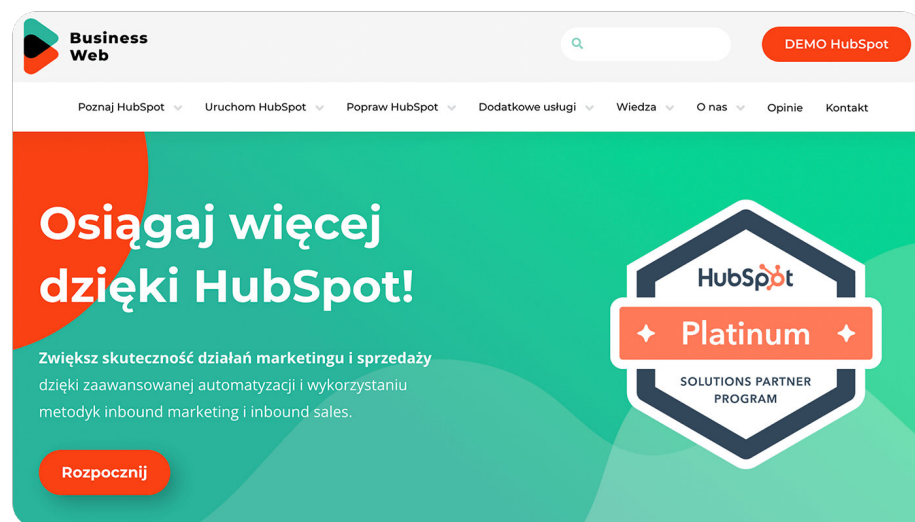 Business
Web
DEMO HubSpot
Poznaj HubSpot Uruchom HubSpot Popraw HubSpot Dodatkowe usługi Wiedza O nas Opinie Kontakt
Osiągaj więcej
dzięki HubSpot!
Zwiększ skuteczność działań marketingu i sprzedaży
dzięki zaawansowanej automatyzacji i wykorzystaniu
metodyk inbound marketing i inbound sales.
Rozpocznij
HubSpot
Platinum
SOLUTIONS PARTNER
PROGRAM